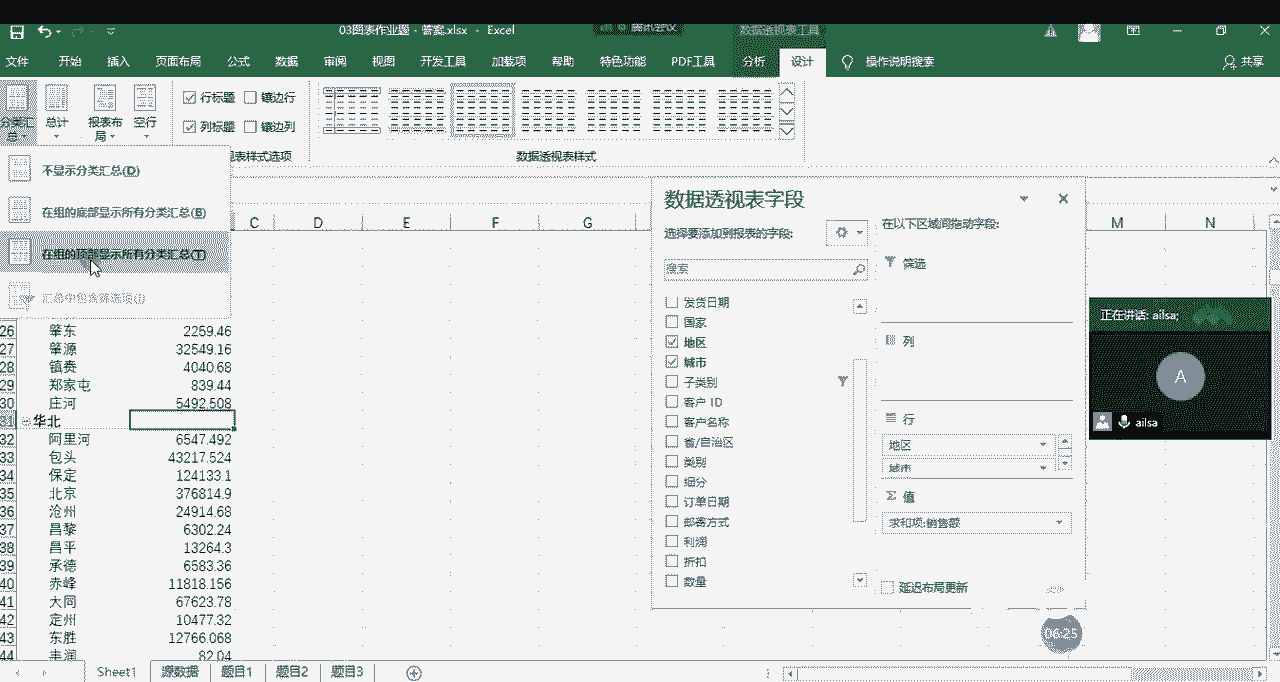 03图表作业题 - 答案.xlsx - Excel
腾讯会议
数据透视表工具
文件 开始 插入 页面布局 公式 数据 审阅 视图 开发工具 加载项 帮助 特色功能 PDF工具 分析 设计 操作说明搜索 共享
分类汇总 总计 报表布局 空行
行标题 镶边行
列标题 镶边列
表样式选项
数据透视表样式
不显示分类汇总(D)
在组的底部显示所有分类汇总(B)
在组的顶部显示所有分类汇总(T)
汇总中包含筛选项(I)
C D E F G M N
26 肇东 2259.46
27 肇源 32549.16
28 镇赉 4040.68
29 郑家屯 839.44
30 庄河 5492.508
31 华北
32 阿里河 6547.492
33 包头 43217.524
34 保定 124133.1
35 北京 376814.9
36 沧州 24914.68
37 昌黎 6302.24
38 昌平 13264.3
39 承德 6583.36
40 赤峰 11818.156
41 大同 67623.78
42 定州 10477.32
43 东胜 12766.068
44 丰润 82.04
数据透视表字段
选择要添加到报表的字段:
搜索
发货日期
国家
地区
城市
子类别
客户 ID
客户名称
省/自治区
类别
细分
订单日期
邮寄方式
利润
折扣
数量
在以下区域间拖动字段:
筛选
列
行
地区
城市
Σ 值
求和项:销售额
延迟布局更新
正在讲话: ailsa;
A
ailsa
06:25
Sheet1 源数据 题目1 题目2 题目3